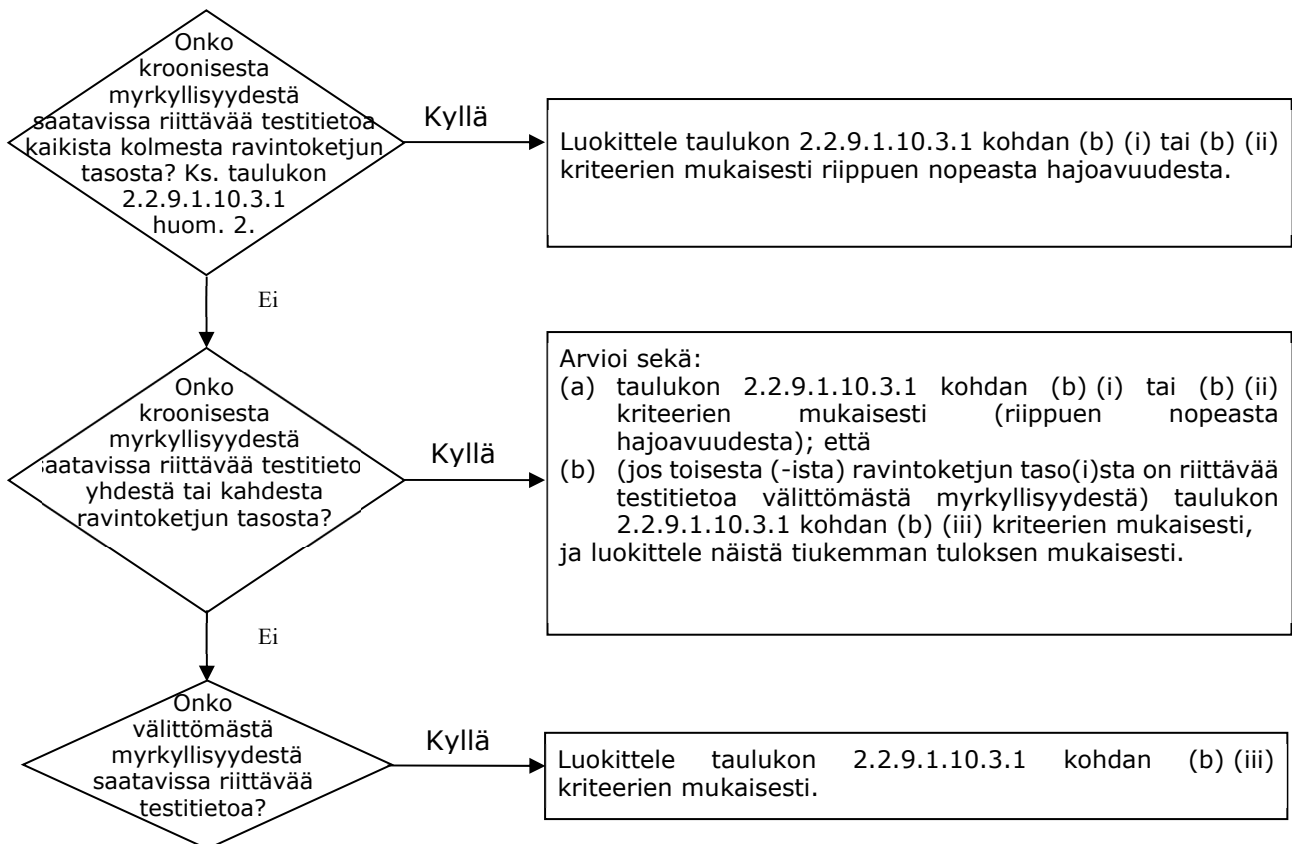 Onko
kroonisesta
myrkyllisyydestä
saatavissa riittävää testitietoa
kaikista kolmesta ravintoketjun
tasosta? Ks. taulukon
2.2.9.1.10.3.1
huom. 2.
Kyllä
Luokittele taulukon 2.2.9.1.10.3.1 kohdan (b) (i) tai (b) (ii)
kriteerien mukaisesti riippuen nopeasta hajoavuudesta.
Ei
Onko
kroonisesta
myrkyllisyydestä
saatavissa riittävää testitieto
yhdestä tai kahdesta
ravintoketjun tasosta?
Kyllä
Arvioi sekä:
(a) taulukon 2.2.9.1.10.3.1 kohdan (b) (i) tai (b) (ii)
kriteerien mukaisesti (riippuen nopeasta
hajoavuudesta); että
(b) (jos toisesta (-ista) ravintoketjun taso(i)sta on riittävää
testitietoa välittömästä myrkyllisyydestä) taulukon
2.2.9.1.10.3.1 kohdan (b) (iii) kriteerien mukaisesti,
ja luokittele näistä tiukemman tuloksen mukaisesti.
Ei
Onko
välittömästä
myrkyllisyydestä
saatavissa riittävää
testitietoa?
Kyllä
Luokittele taulukon 2.2.9.1.10.3.1 kohdan (b) (iii)
kriteerien mukaisesti.